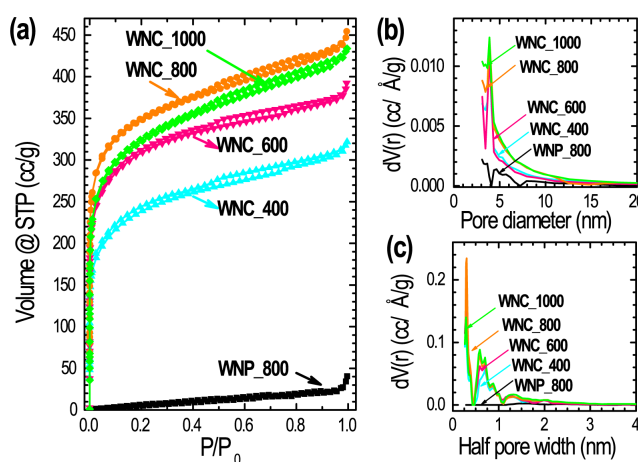 (a)
Volume @ STP (cc/g)
450
400
350
300
250
200
150
100
50
0
WNC_1000
WNC_800
WNC_600
WNC_400
WNP_800
0.0 0.2 0.4 0.6 0.8 1.0
P/P0
(b)
dV(r) (cc/ Å/g)
0.010
0.005
0.000
WNC_1000
WNC_800
WNC_600
WNC_400
WNP_800
5 10 15 20
Pore diameter (nm)
(c)
dV(r) (cc/ Å/g)
0.2
0.1
0.0
WNC_1000
WNC_800
WNC_600
WNC_400
WNP_800
0 1 2 3 4
Half pore width (nm)